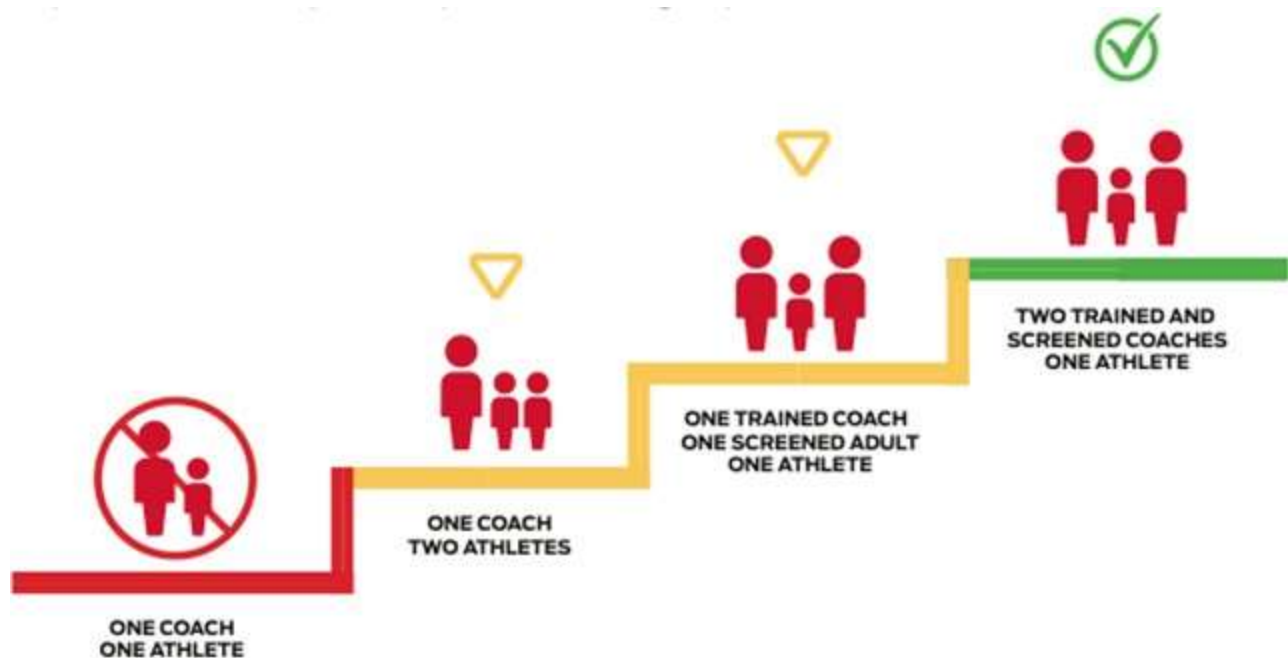 ONE COACH
ONE ATHLETE
ONE COACH
TWO ATHLETES
ONE TRAINED COACH
ONE SCREENED ADULT
ONE ATHLETE
TWO TRAINED AND
SCREENED COACHES
ONE ATHLETE